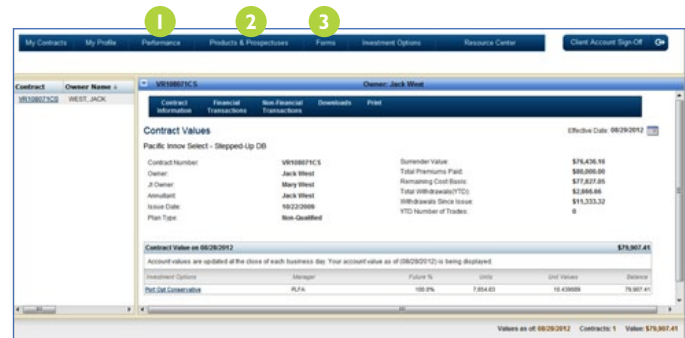 1 2 3
My Contracts My Profile Performance Products & Prospectuses Forms Investment Options Resource Center Client Account Sign-Off
Contract Owner Name
VR108071CS WEST, JACK
VR108071CS Owner: Jack West
Contract Information Financial Transactions Non-Financial Transactions Downloads Print
Contract Values Effective Date: 08/29/2012
Pacific Innov Select - Stepped-Up DB
Contract Number: VR108071CS Surrender Value: $76,436.16
Owner: Jack West Total Premiums Paid: $80,000.00
Jt Owner: Mary West Remaining Cost Basis: $77,827.05
Annuitant: Jack West Total Withdrawals(YTD): $2,666.66
Issue Date: 10/22/2009 Withdrawals Since Issue: $11,333.32
Plan Type: Non-Qualified YTD Number of Trades: 0
Contract Value on 08/28/2012 $79,907.41
Account values are updated at the close of each business day. Your account value as of (08/28/2012) is being displayed.
Investment Options Manager Future % Units Unit Values Balance
Port Opt Conservative PLFA 100.0% 79,907.41
Values as of: 08/29/2012 Contracts: 1 Value: $79,907.41